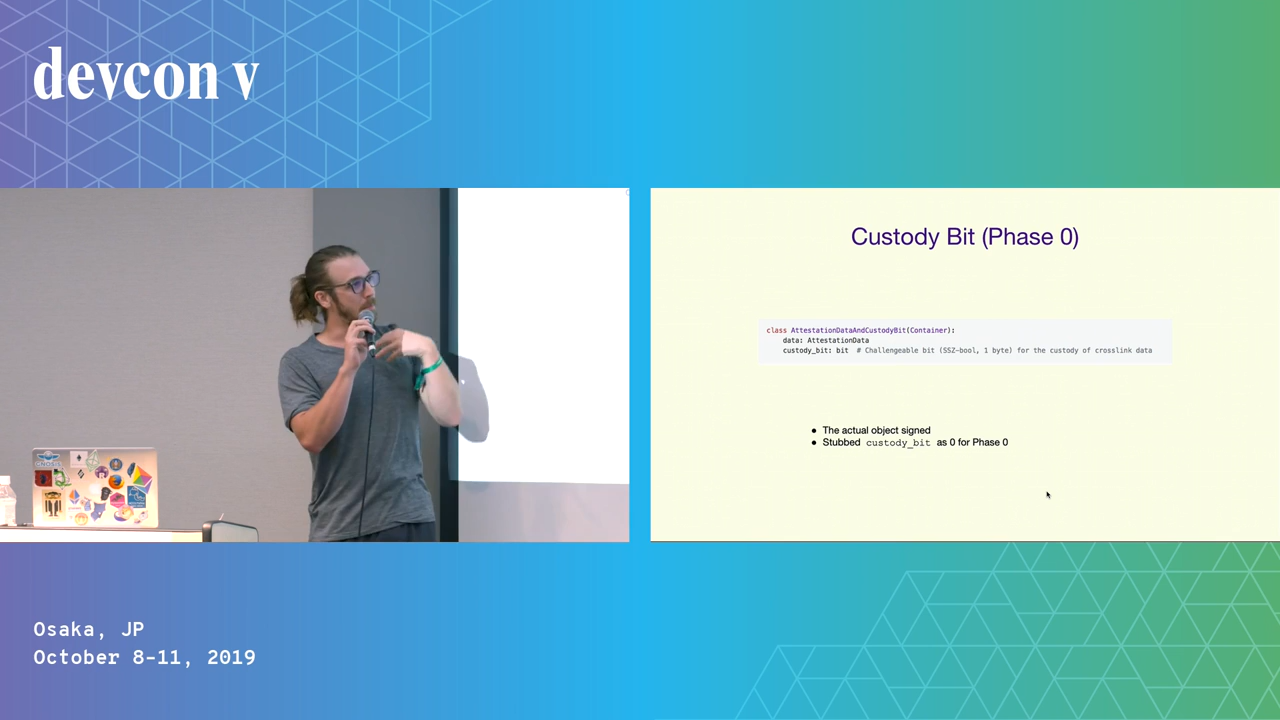 devcon v
GNOSIS
Custody Bit (Phase 0)
class AttestationDataAndCustodyBit(Container):
data: AttestationData
custody_bit: bit # Challengeable bit (SSZ-bool, 1 byte) for the custody of crosslink data
● The actual object signed
● Stubbed custody_bit as 0 for Phase 0
Osaka, JP
October 8-11, 2019